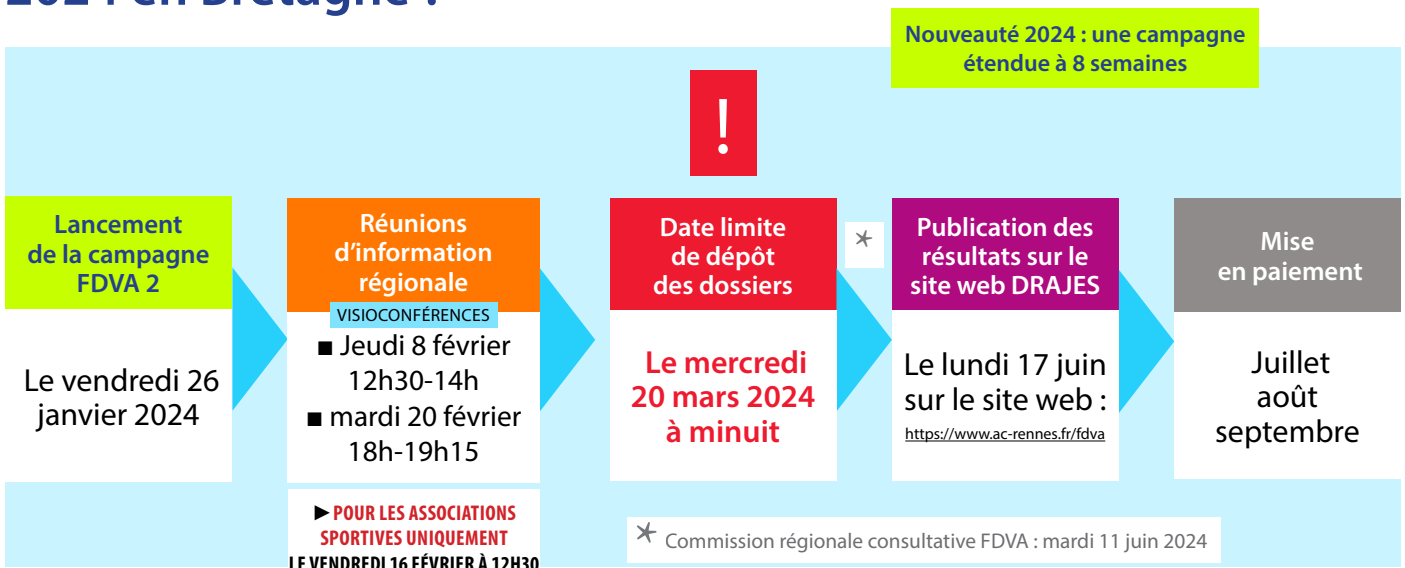 2024 en Bretagne :
Nouveauté 2024 : une campagne
étendue à 8 semaines
!
Lancement
de la campagne
FDVA 2
Le vendredi 26
janvier 2024
Réunions
d’information
régionale
VISIOCONFÉRENCES
■ Jeudi 8 février
12h30-14h
■ mardi 20 février
18h-19h15
►POUR LES ASSOCIATIONS
SPORTIVES UNIQUEMENT
LE VENDREDI 16 FÉVRIER À 12H30
Date limite
de dépôt
des dossiers
Le mercredi
20 mars 2024
à minuit
*
Publication des
résultats sur le
site web DRAJES
Le lundi 17 juin
sur le site web :
https://www.ac-rennes.fr/fdva
Mise
en paiement
Juillet
août
septembre
* Commission régionale consultative FDVA : mardi 11 juin 2024